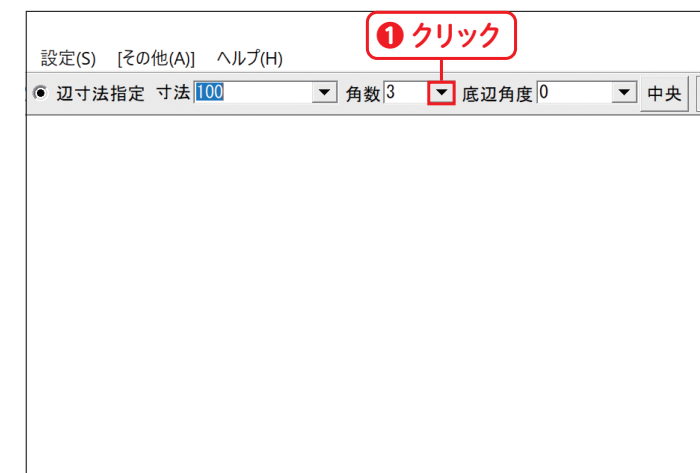 ❶ クリック
設定(S) [その他(A)] ヘルプ(H)
辺寸法指定 寸法 100 角数 3 底辺角度 0 中央